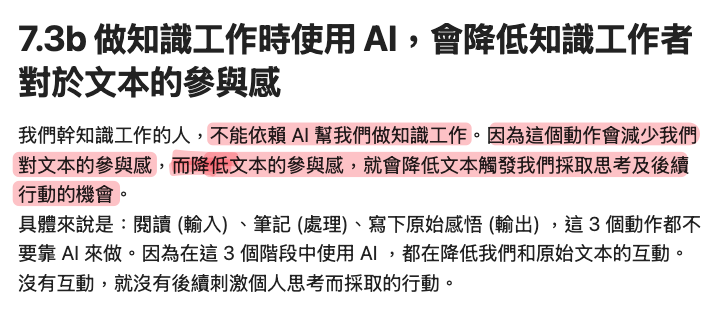 7.3b 做知識工作時使用 AI，會降低知識工作者
對於文本的參與感
我們幹知識工作的人，不能依賴 AI 幫我們做知識工作。因為這個動作會減少我們
對文本的參與感，而降低文本的參與感，就會降低文本觸發我們採取思考及後續
行動的機會。
具體來說是：閱讀 (輸入) 、筆記 (處理)、寫下原始感悟 (輸出) ，這 3 個動作都不
要靠 AI 來做。因為在這 3 個階段中使用 AI ，都在降低我們和原始文本的互動。
沒有互動，就沒有後續刺激個人思考而採取的行動。